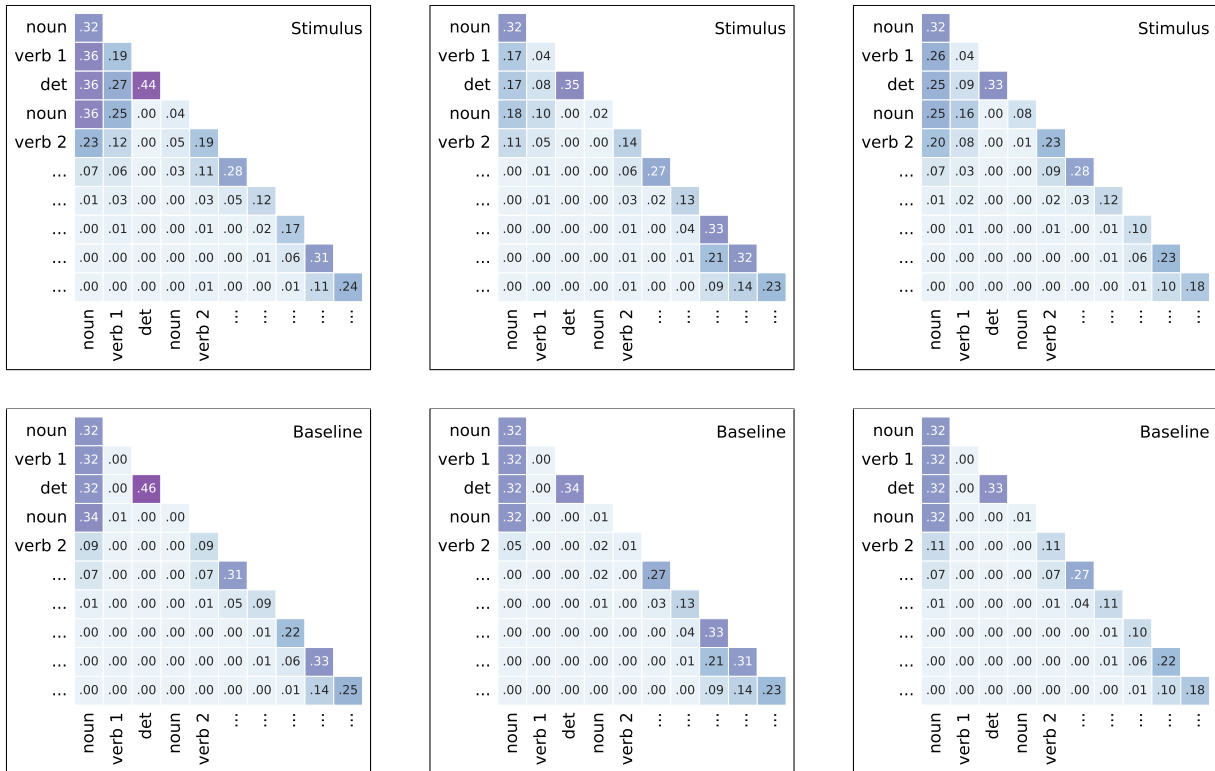 Stimulus
noun .32
verb 1 .36 .19
det .36 .27 .44
noun .36 .25 .00 .04
verb 2 .23 .12 .00 .05 .19
... .07 .06 .00 .03 .11 .28
... .01 .03 .00 .00 .03 .05 .12
... .00 .01 .00 .00 .01 .00 .02 .17
... .00 .00 .00 .00 .01 .00 .01 .06 .31
... .00 .00 .00 .00 .01 .00 .00 .01 .11 .24
noun verb 1 det noun verb 2 ... ... ... ... ...
Stimulus
noun .32
verb 1 .17 .04
det .17 .08 .35
noun .18 .10 .00 .02
verb 2 .11 .05 .00 .00 .14
... .00 .01 .00 .00 .06 .27
... .00 .01 .00 .00 .03 .02 .13
... .00 .01 .00 .00 .02 .00 .04 .33
... .00 .00 .00 .00 .01 .00 .01 .21 .32
... .00 .00 .00 .00 .01 .00 .00 .09 .14 .23
noun verb 1 det noun verb 2 ... ... ... ... ...
Stimulus
noun .32
verb 1 .26 .04
det .25 .09 .33
noun .25 .16 .00 .08
verb 2 .20 .08 .00 .01 .23
... .07 .03 .00 .00 .09 .28
... .01 .02 .00 .00 .02 .03 .12
... .00 .01 .00 .00 .01 .00 .01 .10
... .00 .00 .00 .00 .01 .00 .01 .06 .23
... .00 .00 .00 .00 .01 .00 .00 .01 .10 .18
noun verb 1 det noun verb 2 ... ... ... ... ...
Baseline
noun .32
verb 1 .32 .00
det .32 .00 .46
noun .34 .01 .00 .00
verb 2 .09 .00 .00 .00 .09
... .07 .00 .00 .00 .07 .31
... .01 .00 .00 .00 .01 .05 .09
... .00 .00 .00 .00 .00 .00 .01 .22
... .00 .00 .00 .00 .00 .00 .01 .06 .33
... .00 .00 .00 .00 .00 .00 .00 .01 .14 .25
noun verb 1 det noun verb 2 ... ... ... ... ...
Baseline
noun .32
verb 1 .32 .00
det .32 .00 .34
noun .32 .00 .00 .01
verb 2 .05 .00 .00 .02 .01
... .00 .00 .00 .02 .00 .27
... .00 .00 .00 .01 .00 .03 .13
... .00 .00 .00 .00 .00 .00 .04 .33
... .00 .00 .00 .00 .00 .00 .01 .21 .31
... .00 .00 .00 .00 .00 .00 .00 .09 .14 .23
noun verb 1 det noun verb 2 ... ... ... ... ...
Baseline
noun .32
verb 1 .32 .00
det .32 .00 .33
noun .32 .00 .00 .01
verb 2 .11 .00 .00 .00 .11
... .07 .00 .00 .00 .07 .27
... .01 .00 .00 .00 .01 .04 .11
... .00 .00 .00 .00 .00 .00 .01 .10
... .00 .00 .00 .00 .00 .00 .01 .06 .22
... .00 .00 .00 .00 .00 .00 .00 .01 .10 .18
noun verb 1 det noun verb 2 ... ... ... ... ...